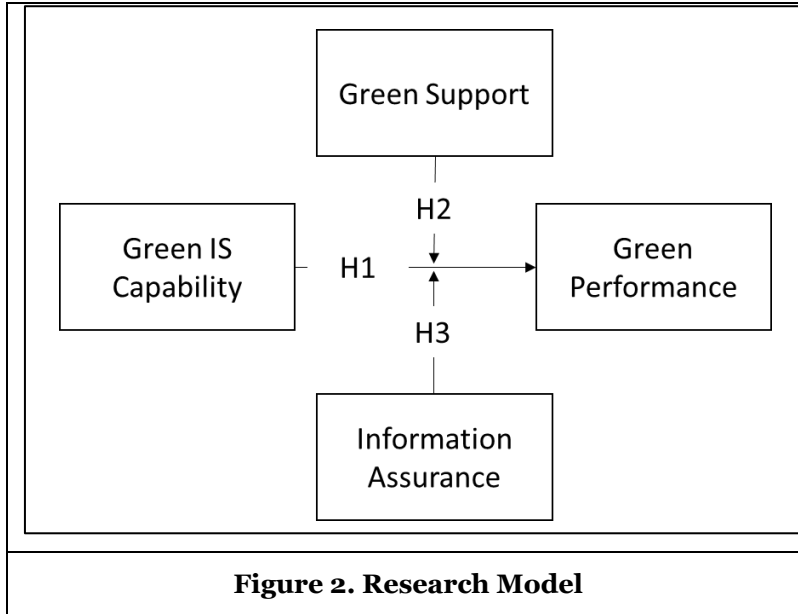 Green Support
H2
Green IS
Capability
H1
Green
Performance
H3
Information
Assurance
Figure 2. Research Model